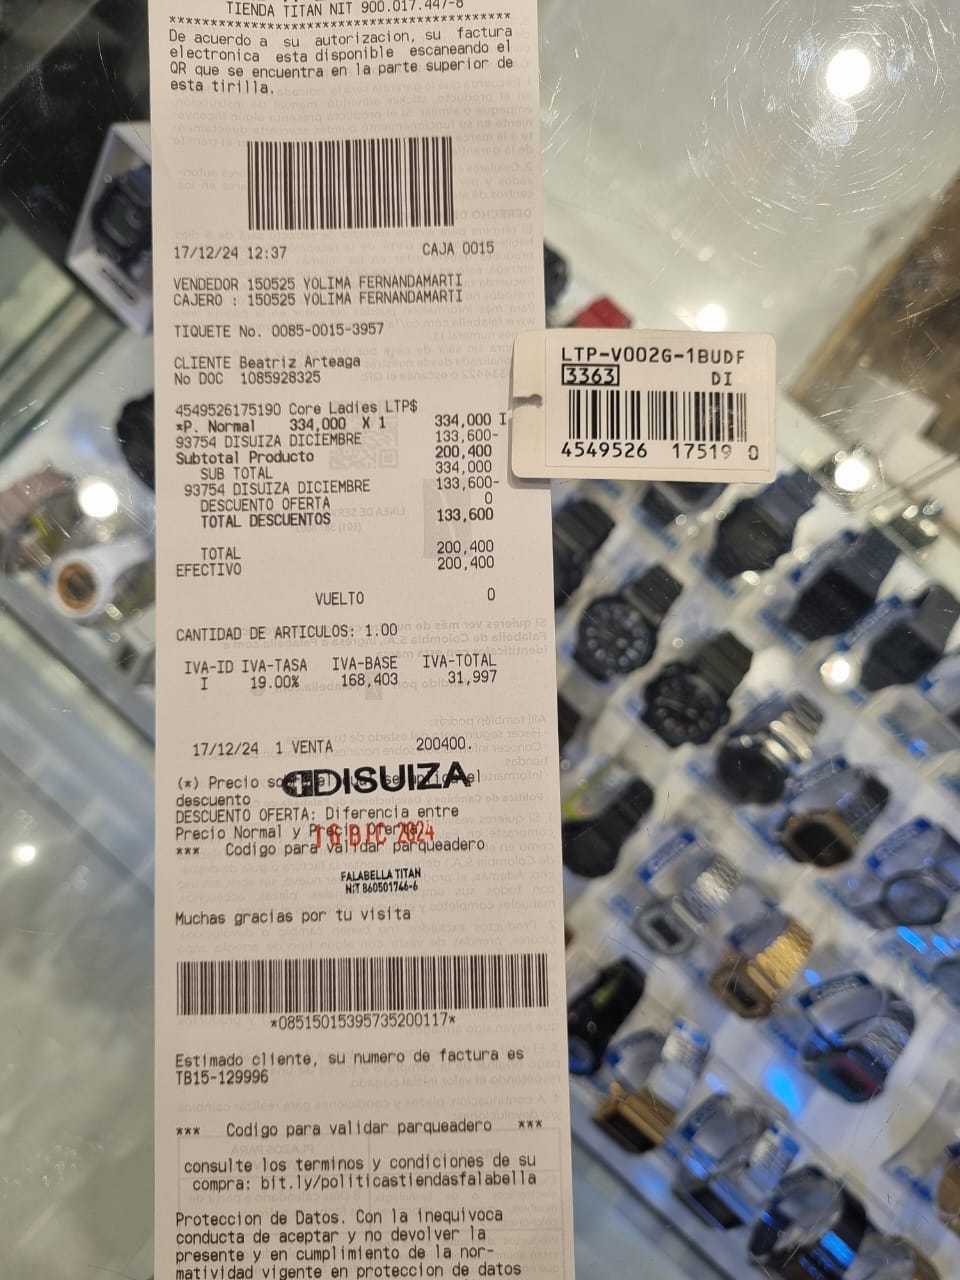 TIENDA TITAN NIT 900.017.447-8
****************************************
De acuerdo a su autorizacion, su factura
electronica esta disponible escaneando el
QR que se encuentra en la parte superior de
esta tirilla.
17/12/24 12:37 CAJA 0015
VENDEDOR 150525 YOLIMA FERNANDAMARTI
CAJERO : 150525 YOLIMA FERNANDAMARTI
TIQUETE No. 0085-0015-3957
CLIENTE Beatriz Arteaga
No DOC 1085928325
4549526175190 Core Ladies LTP$
*P. Normal 334,000 X 1 334,000 I
93754 DISUIZA DICIEMBRE 133,600-
Subtotal Producto 200,400
SUB TOTAL 334,000
93754 DISUIZA DICIEMBRE 133,600-
DESCUENTO OFERTA 0
TOTAL DESCUENTOS 133,600
TOTAL 200,400
EFECTIVO 200,400
VUELTO 0
CANTIDAD DE ARTICULOS: 1.00
IVA-ID IVA-TASA IVA-BASE IVA-TOTAL
I 19.00% 168,403 31,997
17/12/24 1 VENTA 200400.
(*) Precio sobre el que se aplica el
descuento
DISUIZA
DESCUENTO OFERTA: Diferencia entre
Precio Normal y Precio Oferta.
DIC 2024
*** Codigo para validar parqueadero
FALABELLA TITAN
NIT 860501746-6
Muchas gracias por tu visita
*08515015395735200117*
Estimado cliente, su numero de factura es
TB15-129996
*** Codigo para validar parqueadero ***
consulte los terminos y condiciones de su
compra: bit.ly/politicastiendasfalabella
Proteccion de Datos. Con la inequivoca
conducta de aceptar y no devolver la
presente y en cumplimiento de la nor-
matividad vigente en proteccion de datos
LTP-V002G-1BUDF
3363 DI
4549526 17519 0